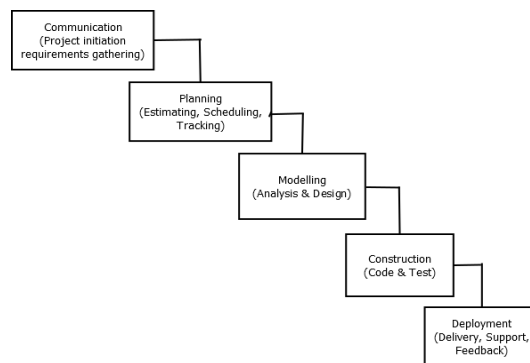 Communication
(Project initiation
requirements gathering)
Planning
(Estimating, Scheduling,
Tracking)
Modelling
(Analysis & Design)
Construction
(Code & Test)
Deployment
(Delivery, Support,
Feedback)